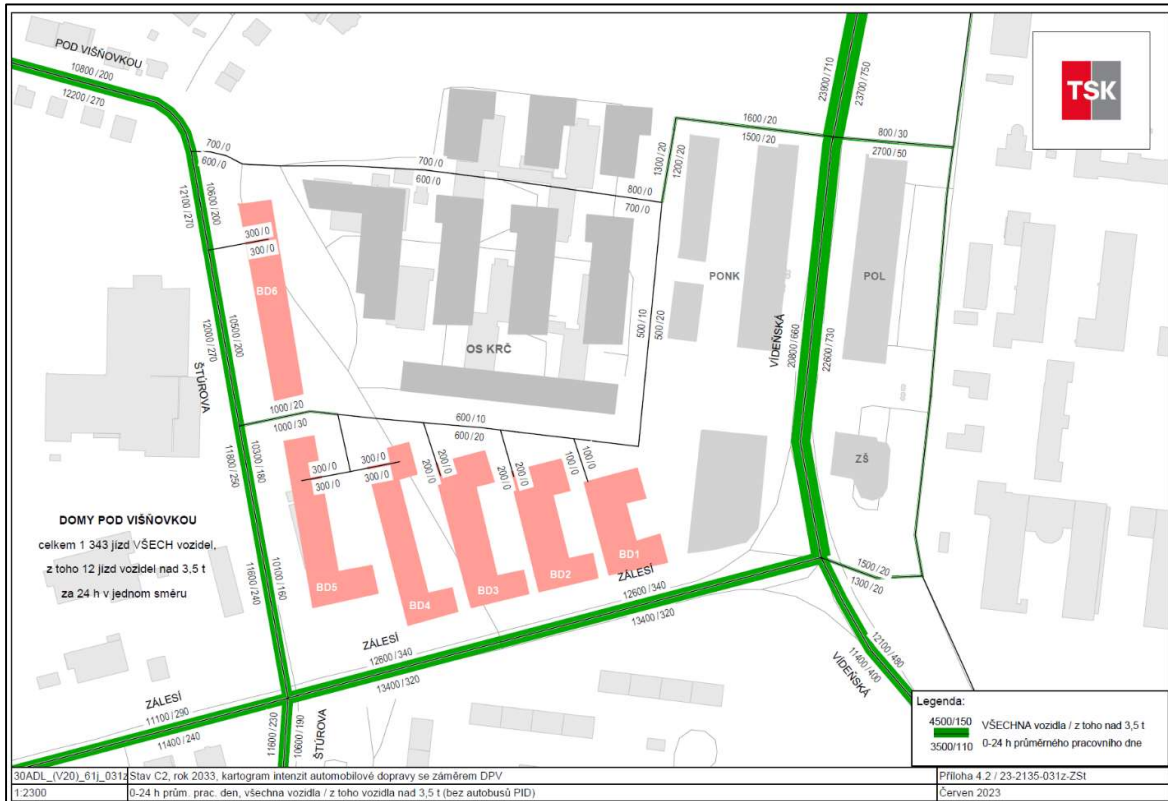 POD VIŠŇOVKOU
10800/200
12200/270
700/0
600/0
10600/200
12100/270
300/0
300/0
BD6
700/0
600/0
800/0
700/0
1300/20
1200/20
1600/20
1500/20
23900/710
23700/750
800/30
2700/50
TSK
PONK
POL
OS KRČ
500/10
500/20
VÍDEŇSKÁ
20800/660
22600/730
ŠTÚROVA
12000/270
10500/200
1000/20
1000/30
600/10
600/20
11800/250
10300/180
300/0
300/0
300/0
300/0
200/0
200/0
200/0
200/0
100/0
100/0
ZŠ
DOMY POD VIŠŇOVKOU
celkem 1 343 jízd VŠECH vozidel,
z toho 12 jízd vozidel nad 3,5 t
za 24 h v jednom směru
11600/240
10100/160
BD5
BD4
BD3
BD2
BD1
ZÁLESÍ
12600/340
13400/320
1500/20
1300/20
ZÁLESÍ
12600/340
13400/320
12100/480
11400/400
VÍDEŇSKÁ
ZÁLESÍ
11100/290
11400/240
11600/230
10600/190
ŠTÚROVA
Legenda:
4500/150
3500/110
VŠECHNA vozidla / z toho nad 3,5 t
0-24 h průměrného pracovního dne
30ADL_(V20)_61j_031z
Stav C2, rok 2033, kartogram intenzit automobilové dopravy se záměrem DPV
Příloha 4.2 / 23-2135-031z-ZSt
1:2300
0-24 h prům. prac. den, všechna vozidla / z toho vozidla nad 3,5 t (bez autobusů PID)
Červen 2023